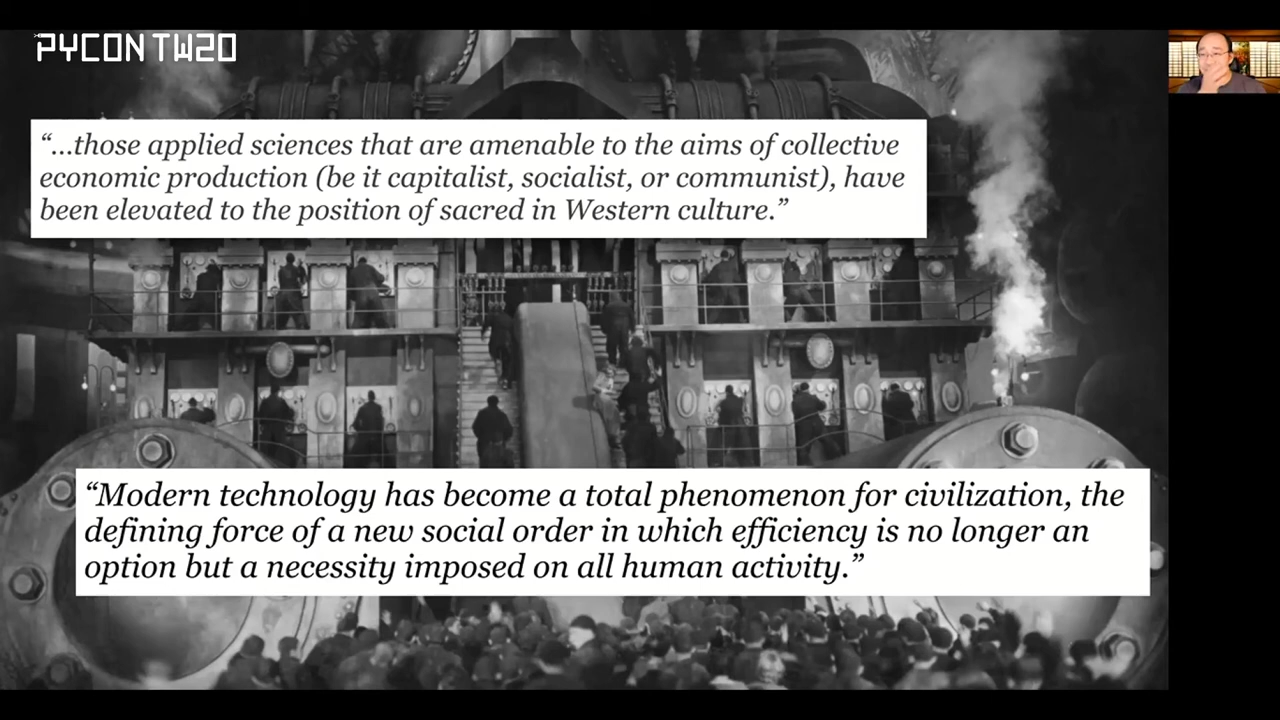 PYCON TW20
“...those applied sciences that are amenable to the aims of collective
economic production (be it capitalist, socialist, or communist), have
been elevated to the position of sacred in Western culture.”
“Modern technology has become a total phenomenon for civilization, the
defining force of a new social order in which efficiency is no longer an
option but a necessity imposed on all human activity.”